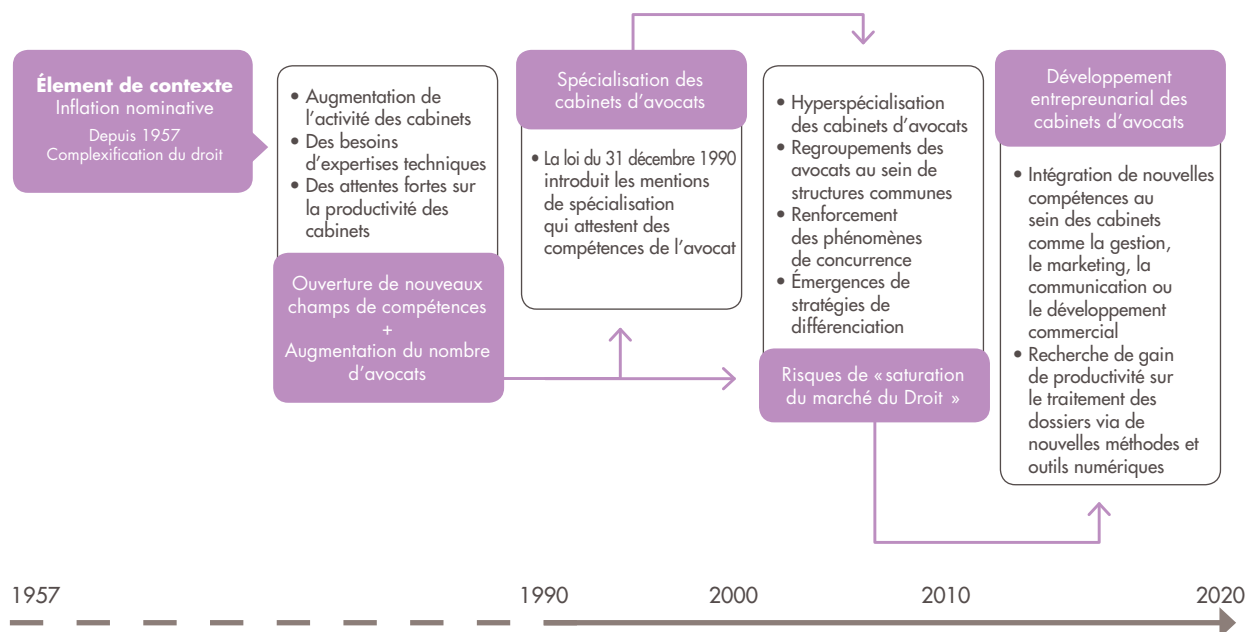 Élement de contexte
Inflation nominative
Depuis 1957
Complexification du droit
• Augmentation de
l’activité des cabinets
• Des besoins
d’expertises techniques
• Des attentes fortes sur
la productivité des
cabinets
Ouverture de nouveaux
champs de compétences
+
Augmentation du nombre
d’avocats
Spécialisation des
cabinets d’avocats
• La loi du 31 décembre 1990
introduit les mentions
de spécialisation
qui attestent des
compétences de l’avocat
• Hyperspécialisation
des cabinets d’avocats
• Regroupements des
avocats au sein de
structures communes
• Renforcement
des phénomènes
de concurrence
• Émergences de
stratégies de
différenciation
Risques de « saturation
du marché du Droit »
Développement
entrepreunarial des
cabinets d’avocats
• Intégration de nouvelles
compétences au
sein des cabinets
comme la gestion,
le marketing, la
communication ou
le développement
commercial
• Recherche de gain
de productivité sur
le traitement des
dossiers via de
nouvelles méthodes et
outils numériques
1957
1990
2000
2010
2020